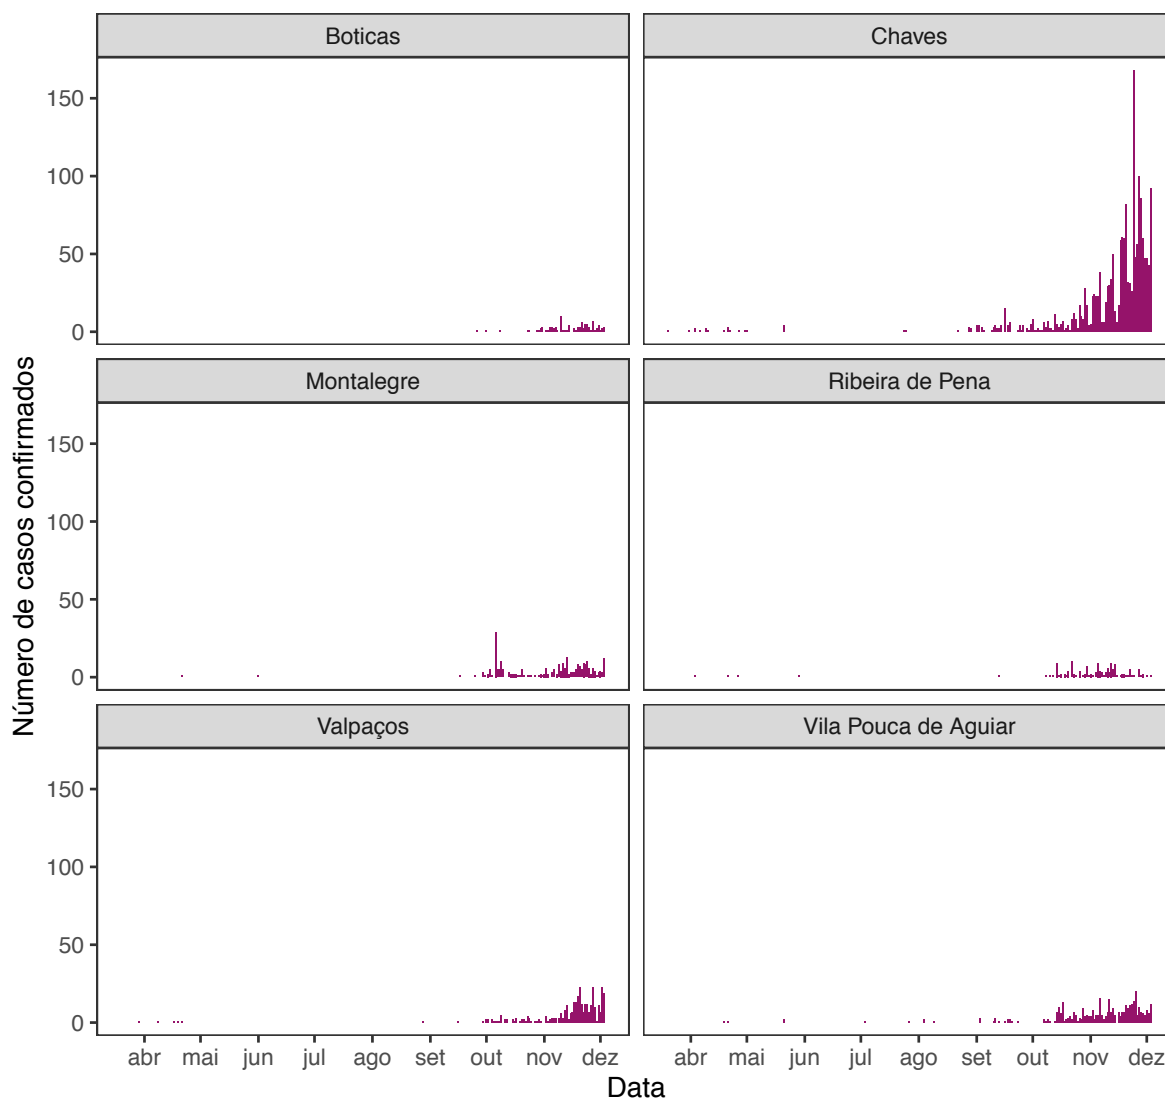 Boticas
Chaves
150
100
50
0
Montalegre
Ribeira de Pena
150
100
50
0
Valpaços
Vila Pouca de Aguiar
150
100
50
0
abr mai jun jul ago set out nov dez
abr mai jun jul ago set out nov dez
Data
Número de casos confirmados